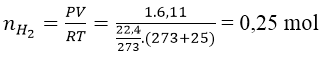 n_{H_2} = \frac{PV}{RT} = \frac{1.6,11}{\frac{22.4}{273}.(273+25)} = 0,25 mol